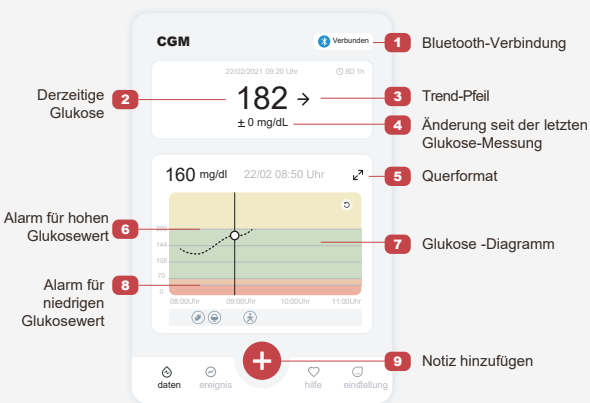 CGM
Verbunden
1
Bluetooth-Verbindung
22/02/2021 09:20 Uhr
8D 1h
Derzeitige
Glukose
2
182
3
Trend-Pfeil
± 0 mg/dL
4
Änderung seit der letzten
Glukose-Messung
160 mg/dl
22/02 08:50 Uhr
5
Querformat
Alarm für hohen
Glukosewert
6
200
144
108
70
0
7
Glukose -Diagramm
Alarm für
niedrigen
Glukosewert
8
08:00Uhr
09:00Uhr
10:00Uhr
11:00Uhr
9
Notiz hinzufügen
daten
ereignis
hilfe
einstellung